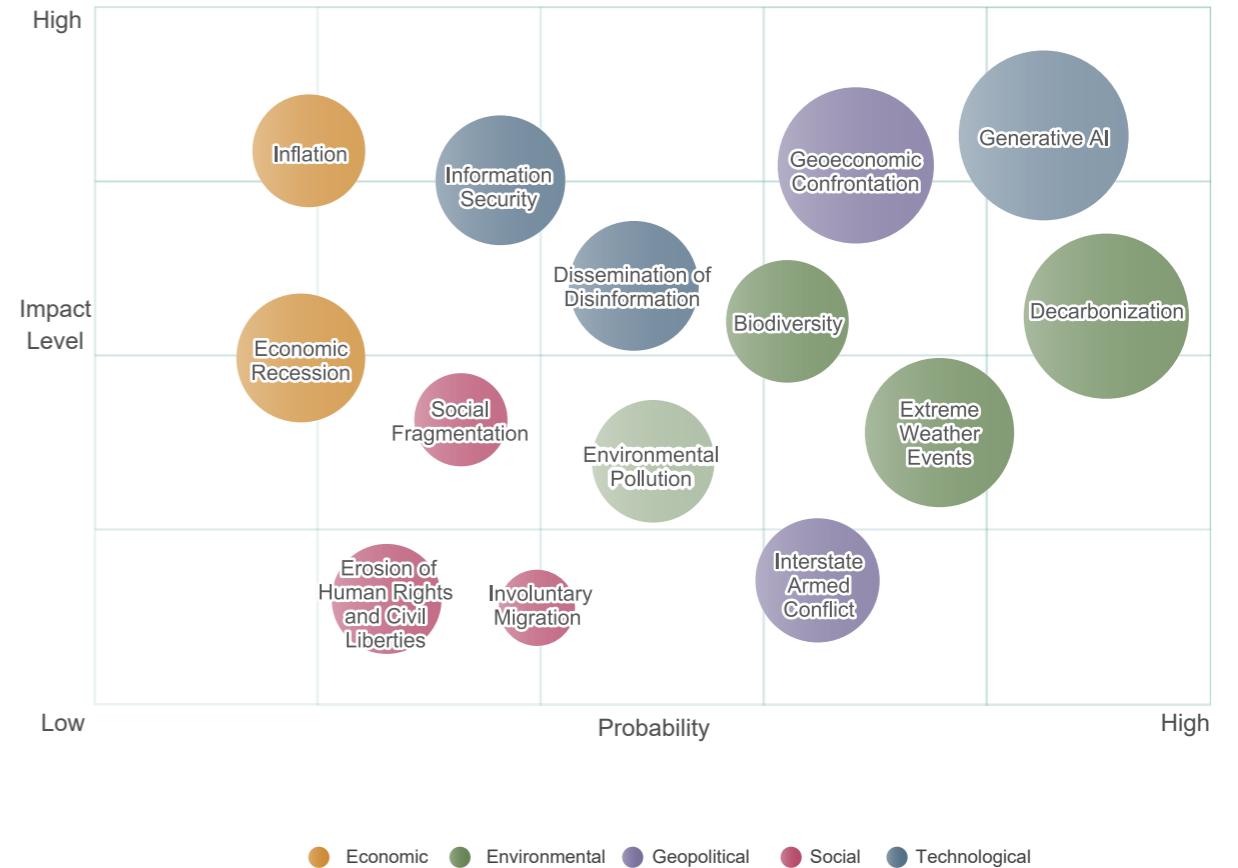 High
Generative AI
Inflation
Geoeconomic
Confrontation
Information
Security
Dissemination of
Disinformation
Impact
Level
Decarbonization
Biodiversity
Economic
Recession
Social
Fragmentation
Extreme
Weather
Events
Environmental
Pollution
Interstate
Armed
Conflict
Erosion of
Human Rights
and Civil
Liberties
Involuntary
Migration
Low
Probability
High
Economic
Environmental
Geopolitical
Social
Technological